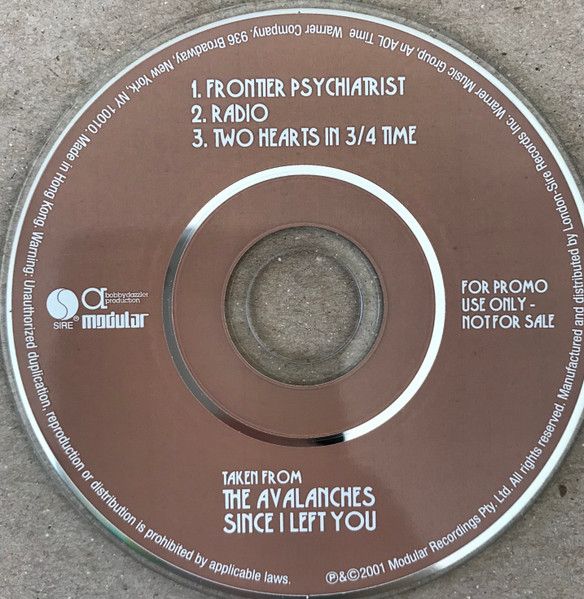 1. FRONTIER PSYCHIATRIST
2. RADIO
3. TWO HEARTS IN 3/4 TIME
SIRE®
a bobbydazzler
production
modular
FOR PROMO
USE ONLY -
NOT FOR SALE
TAKEN FROM
THE AVALANCHES
SINCE I LEFT YOU
℗&©2001 Modular Recordings Pty. Ltd. All rights reserved. Manufactured and distributed by London-Sire Records Inc. Warner Music Group, An AOL Time Warner Company. 936 Broadway, New York, NY 10010. Made in Hong Kong. Warning: Unauthorized duplication, reproduction or distribution is prohibited by applicable laws.